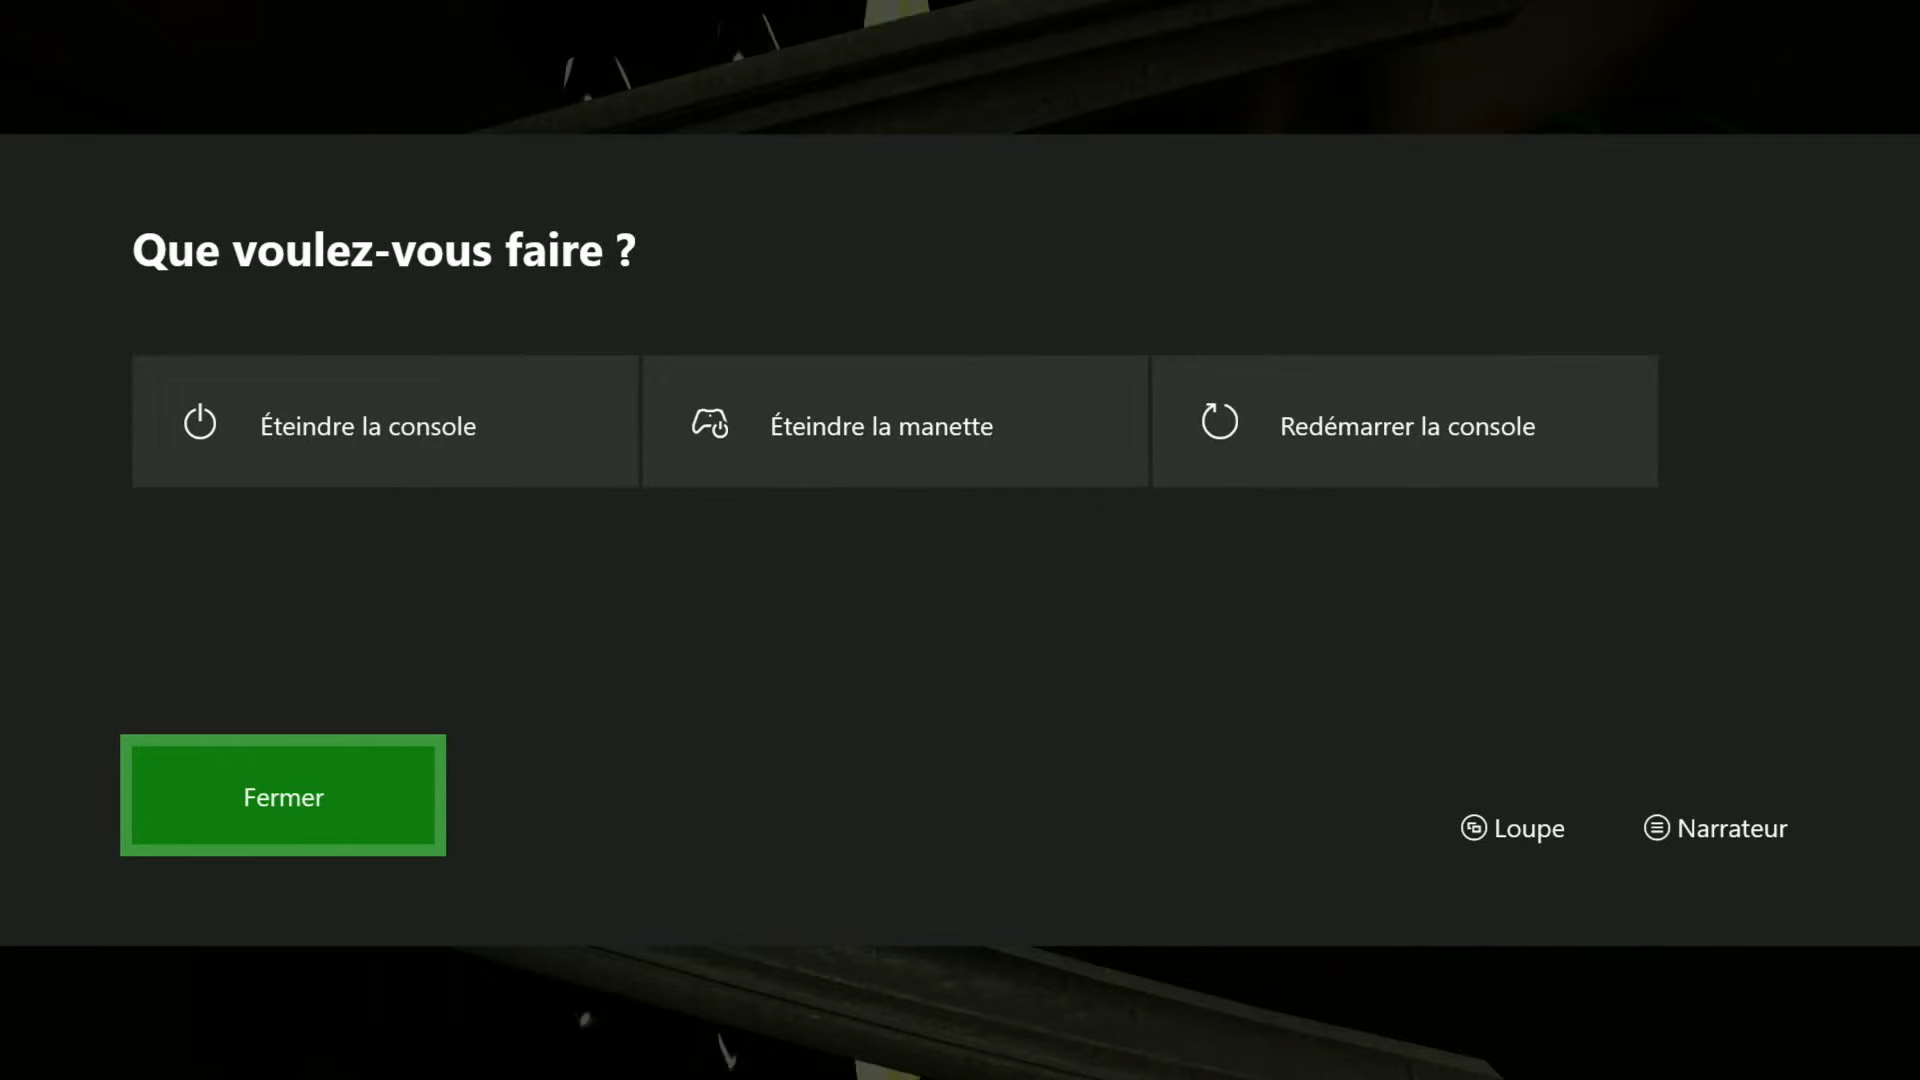 Que voulez-vous faire ?
Éteindre la console
Éteindre la manette
Redémarrer la console
Fermer
Loupe
Narrateur